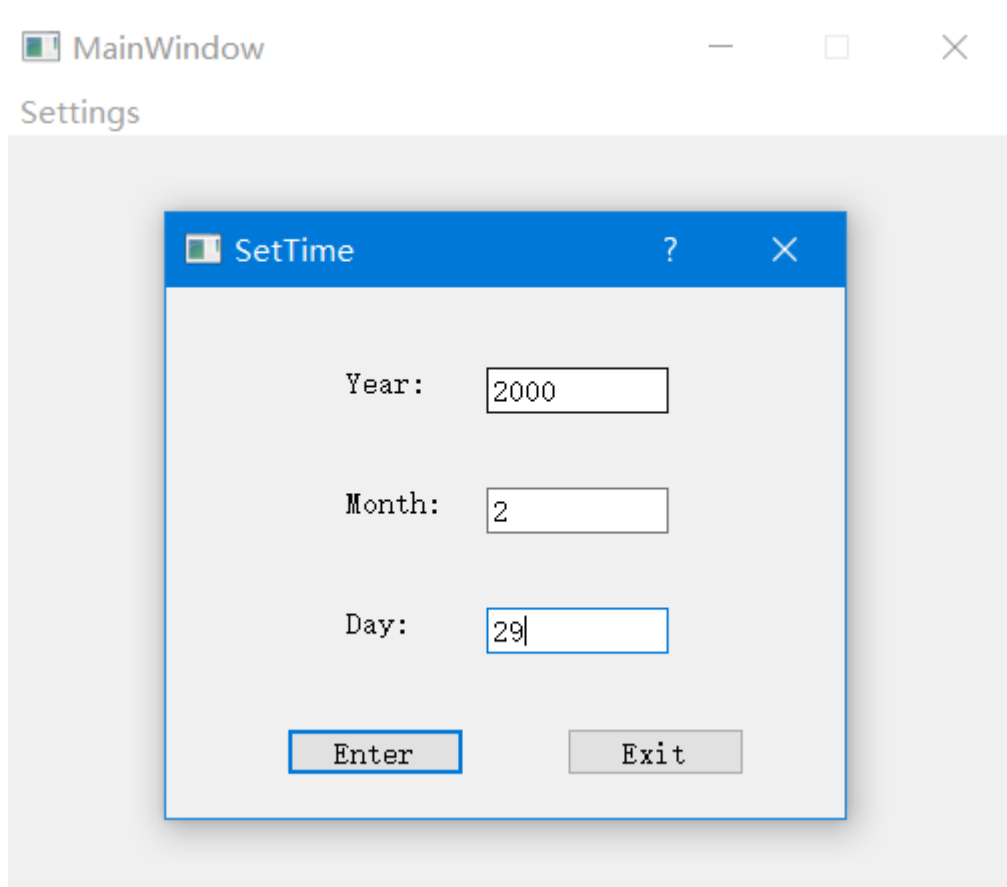 MainWindow
Settings
SetTime ?
Year: 2000
Month: 2
Day: 29
Enter Exit